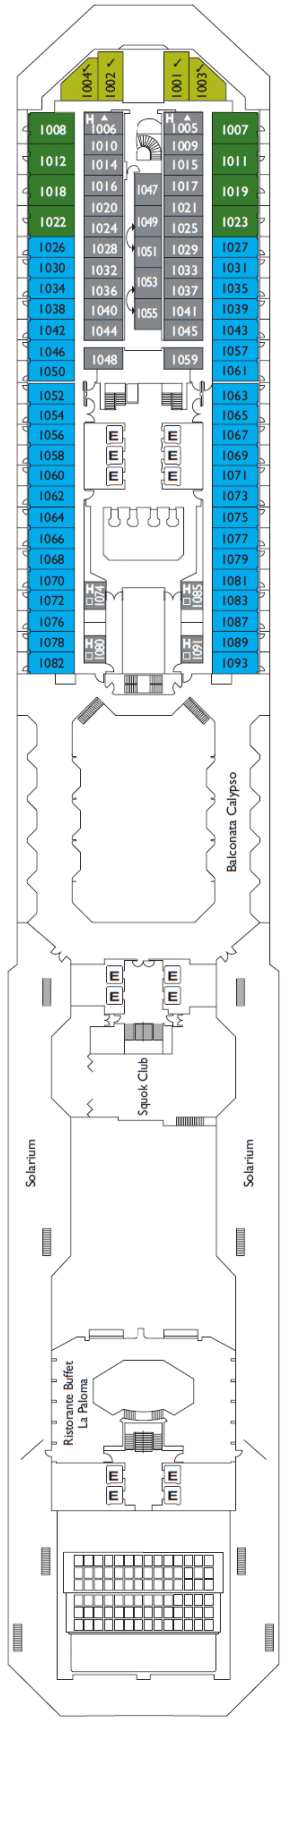 1004 1002 1001 1003
1008 H 1006 H 1005 1007
1010 1009
1012 1014 1015 1011
1016 1047 1017
1018 1020 1021 1019
1022 1024 1049 1025 1023
1026 1028 1051 1029 1027
1030 1032 1033 1031
1034 1036 1053 1037 1035
1038 1040 1055 1041 1039
1042 1044 1045 1043
1046 1048 1059 1057
1050 1061
1052 1063
1054 1065
1056 E E 1067
1058 E E 1069
1060 E E 1071
1062 1073
1064 1075
1066 1077
1068 1079
1070 H 1074 H 1085 1081
1072 1083
1076 1087
1078 H 1080 H 1091 1089
1082 1093
Balconata Calypso
E E
E E
Squok Club
Solarium Solarium
Ristorante Buffet
La Paloma
E E
E E